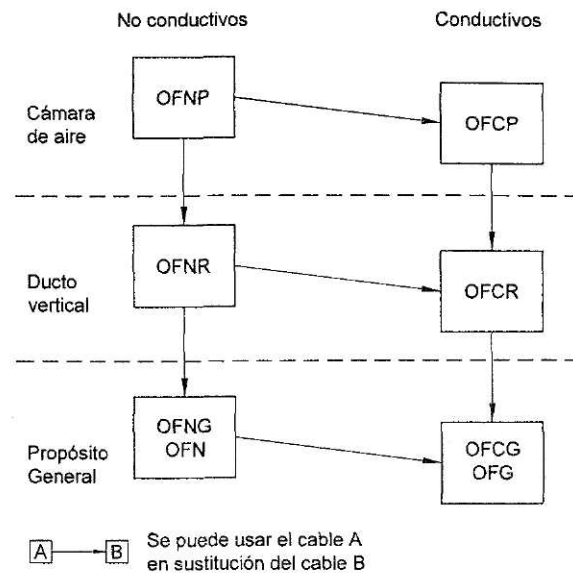 No conductivos
Conductivos
Cámara
de aire
OFNP
OFCP
Ducto
vertical
OFNR
OFCR
Propósito
General
OFNG
OFN
OFCG
OFG
A
B
Se puede usar el cable A
en sustitución del cable B